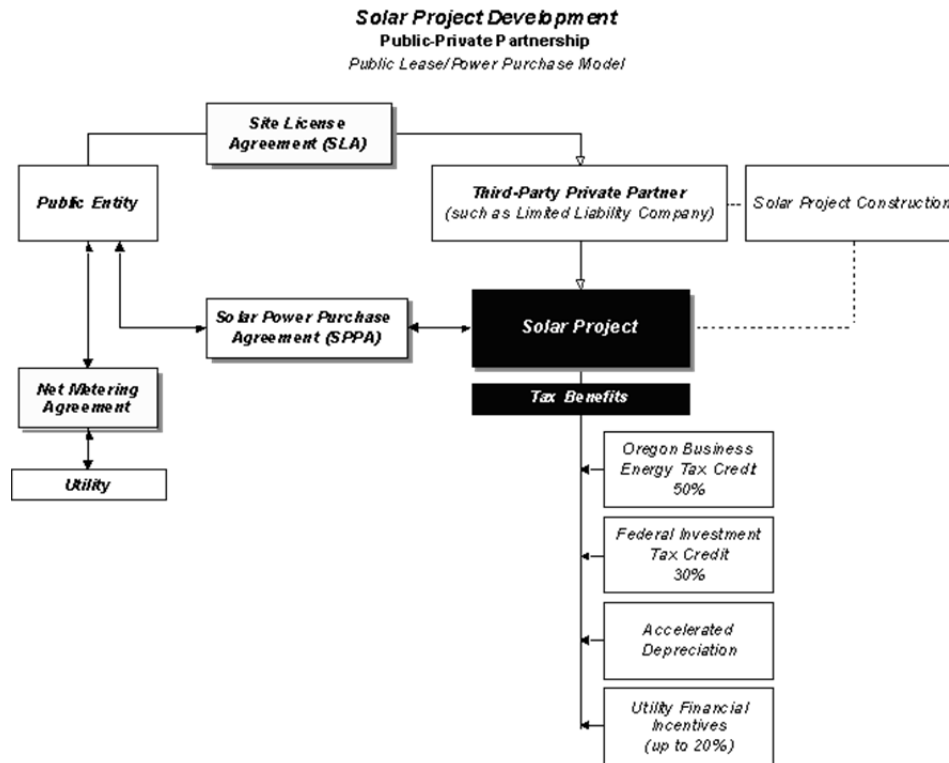 Solar Project Development
Public-Private Partnership
Public Lease/Power Purchase Model
Site License
Agreement (SLA)
Public Entity
Third-Party Private Partner
(such as Limited Liability Company)
Solar Project Construction
Solar Power Purchase
Agreement (SPPA)
Solar Project
Net Metering
Agreement
Tax Benefits
Utility
Oregon Business
Energy Tax Credit
50%
Federal Investment
Tax Credit
30%
Accelerated
Depreciation
Utility Financial
Incentives
(up to 20%)